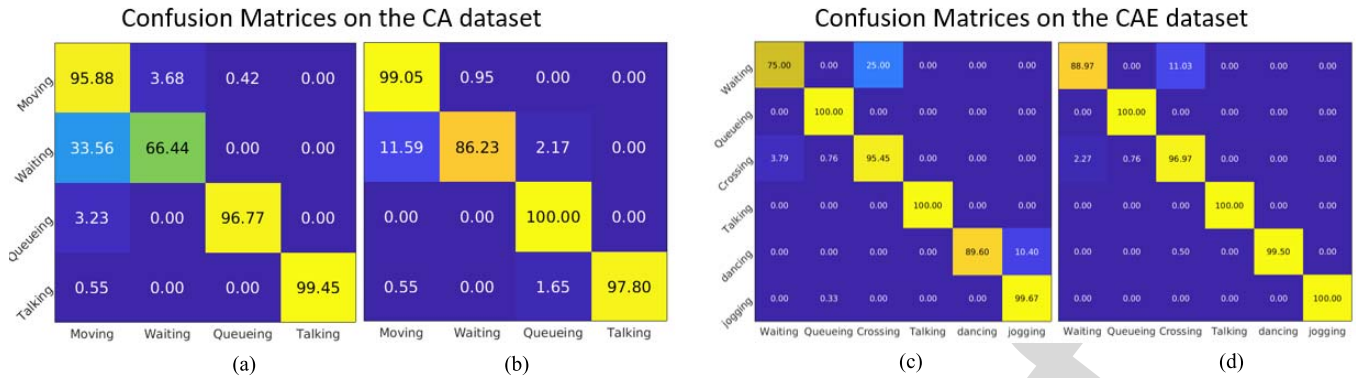 Confusion Matrices on the CA dataset
Moving 95.88 3.68 0.42 0.00
Waiting 33.56 66.44 0.00 0.00
Queueing 3.23 0.00 96.77 0.00
Talking 0.55 0.00 0.00 99.45
Moving Waiting Queueing Talking
(a)
99.05 0.95 0.00 0.00
11.59 86.23 2.17 0.00
0.00 0.00 100.00 0.00
0.55 0.00 1.65 97.80
Moving Waiting Queueing Talking
(b)
Confusion Matrices on the CAE dataset
Waiting 75.00 0.00 25.00 0.00 0.00 0.00
Queueing 0.00 100.00 0.00 0.00 0.00 0.00
Crossing 3.79 0.76 95.45 0.00 0.00 0.00
Talking 0.00 0.00 0.00 100.00 0.00 0.00
dancing 0.00 0.00 0.00 0.00 89.60 10.40
jogging 0.00 0.33 0.00 0.00 0.00 99.67
Waiting Queueing Crossing Talking dancing jogging
(c)
88.97 0.00 11.03 0.00 0.00 0.00
0.00 100.00 0.00 0.00 0.00 0.00
2.27 0.76 96.97 0.00 0.00 0.00
0.00 0.00 0.00 100.00 0.00 0.00
0.00 0.00 0.50 0.00 99.50 0.00
0.00 0.00 0.00 0.00 0.00 100.00
Waiting Queueing Crossing Talking dancing jogging
(d)